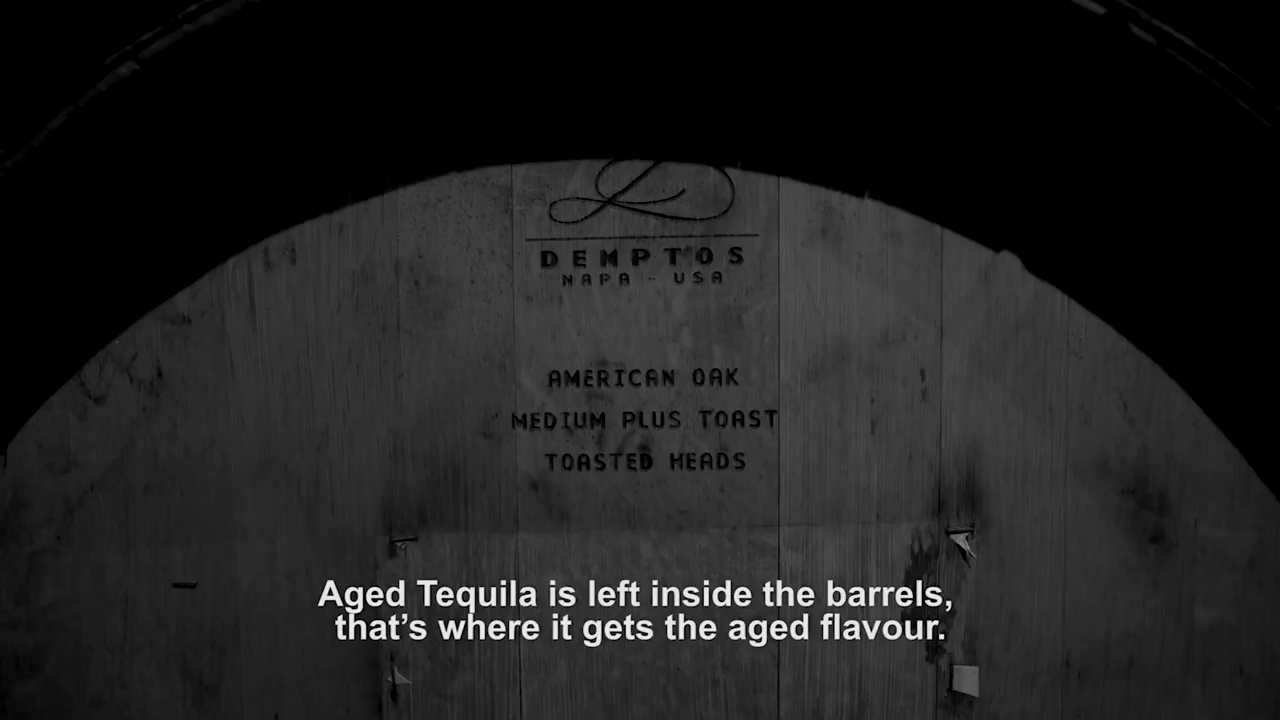 DEMPTOS
NAPA - USA
AMERICAN OAK
MEDIUM PLUS TOAST
TOASTED HEADS
Aged Tequila is left inside the barrels,
that's where it gets the aged flavour.